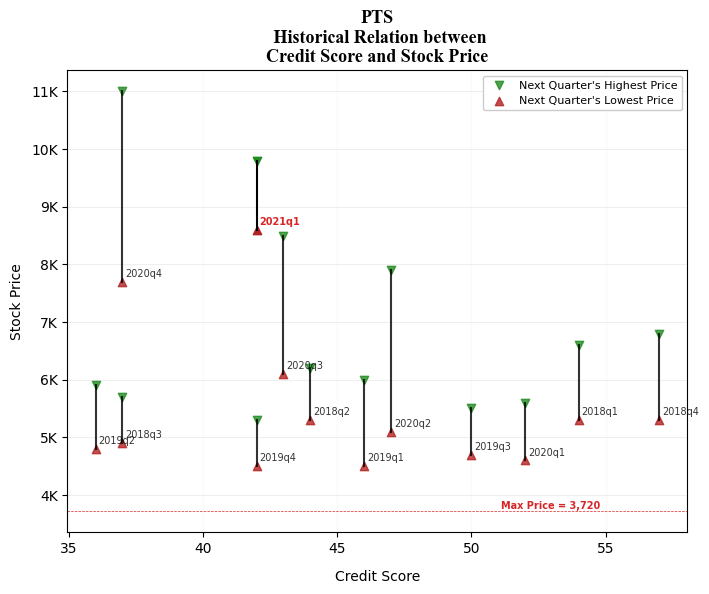 PTS
Historical Relation between
Credit Score and Stock Price
Next Quarter's Highest Price
Next Quarter's Lowest Price
11K
10K
9K
8K
7K
6K
5K
4K
Stock Price
2020q4
2021q1
2020q3
2018q2
2020q2
2018q1
2018q4
2019q2
2018q3
2019q4
2019q1
2019q3
2020q1
Max Price = 3,720
35
40
45
50
55
Credit Score